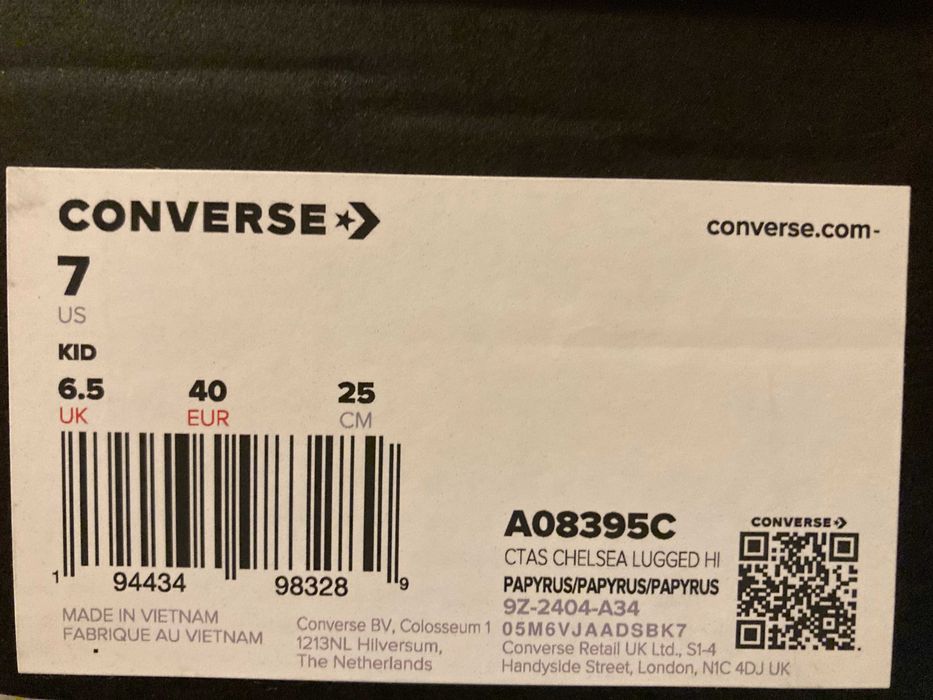 CONVERSE
converse.com-
7
US
KID
6.5 40 25
UK EUR CM
1 94434 98328 9
MADE IN VIETNAM
FABRIQUE AU VIETNAM
Converse BV, Colosseum 1
1213NL Hilversum,
The Netherlands
A08395C
CTAS CHELSEA LUGGED HI
PAPYRUS/PAPYRUS/PAPYRUS
9Z-2404-A34
05M6VJAADSBK7
Converse Retail UK Ltd., S1-4
Handyside Street, London, N1C 4DJ UK
CONVERSE